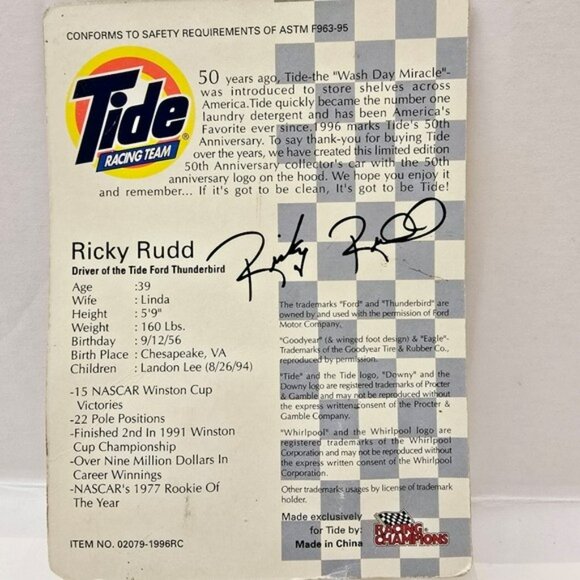 CONFORMS TO SAFETY REQUIREMENTS OF ASTM F963-95
Tide®
RACING TEAM
50 years ago, Tide-the "Wash Day Miracle"-
was introduced to store shelves across
America.Tide quickly became the number one
laundry detergent and has been America's
Favorite ever since. 996 marks Tide's 50th
Anniversary. To say thank-you for buying Tide
over the years, we have created this limited edition
50th Anniversary collector's car with the 50th
anniversary logo on the hood. We hope you enjoy it
and remember... If it's got to be clean, It's got to be Tide!
Ricky Rudd
Ricky Rudd
Driver of the Tide Ford Thunderbird
Age :39
Wife : Linda
Height : 5'9"
Weight : 160 Lbs.
Birthday : 9/12/56
Birth Place : Chesapeake, VA
Children : Landon Lee (8/26/94)
-15 NASCAR Winston Cup
Victories
-22 Pole Positions
-Finished 2nd In 1991 Winston
Cup Championship
-Over Nine Million Dollars In
Career Winnings
-NASCAR's 1977 Rookie Of
The Year
ITEM NO. 02079-1996RC
The trademarks "Ford" and "Thunderbird" are
owned by and used with the permission of Ford
Motor Company.
"Goodyear" (& winged foot design) & "Eagle"-
Trademarks of the Goodyear Tire & Rubber Co.,
reproduced by permission.
"Tide" and the Tide logo, "Downy" and the
Downy logo are registered trademarks of Procter
& Gamble and may not be reproduced without
the express written consent of the Procter &
Gamble Company.
"Whirlpool" and the Whirlpool logo are
registered trademarks of the Whirlpool
Corporation and may not be reproduced without
the express written consent of the Whirlpool
Corporation.
Other trademarks usages by license of trademark
holder.
Made exclusively
for Tide by:
Made in China
RACING
CHAMPIONS